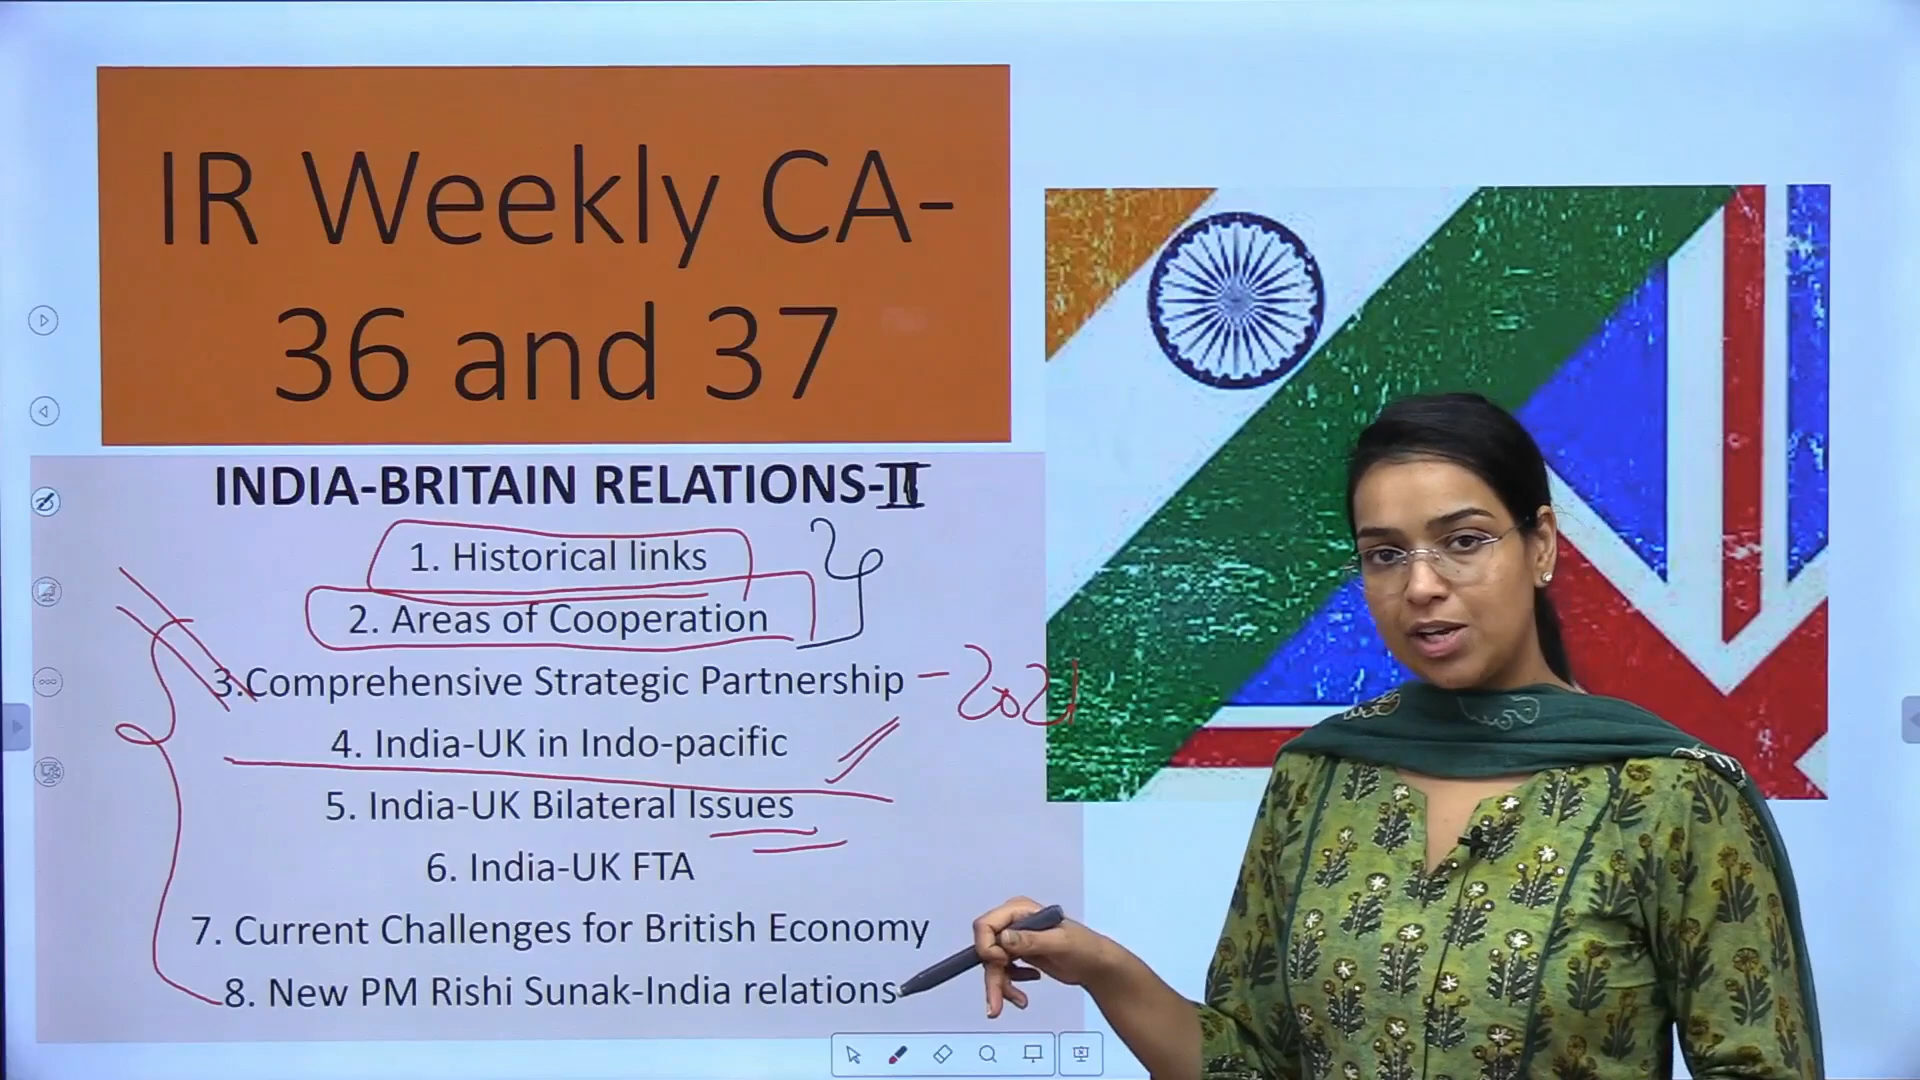 IR Weekly CA-
36 and 37
INDIA-BRITAIN RELATIONS-II
1. Historical links
2. Areas of Cooperation
3.Comprehensive Strategic Partnership - 2021
4. India-UK in Indo-pacific
5. India-UK Bilateral Issues
6. India-UK FTA
7. Current Challenges for British Economy
8. New PM Rishi Sunak-India relations